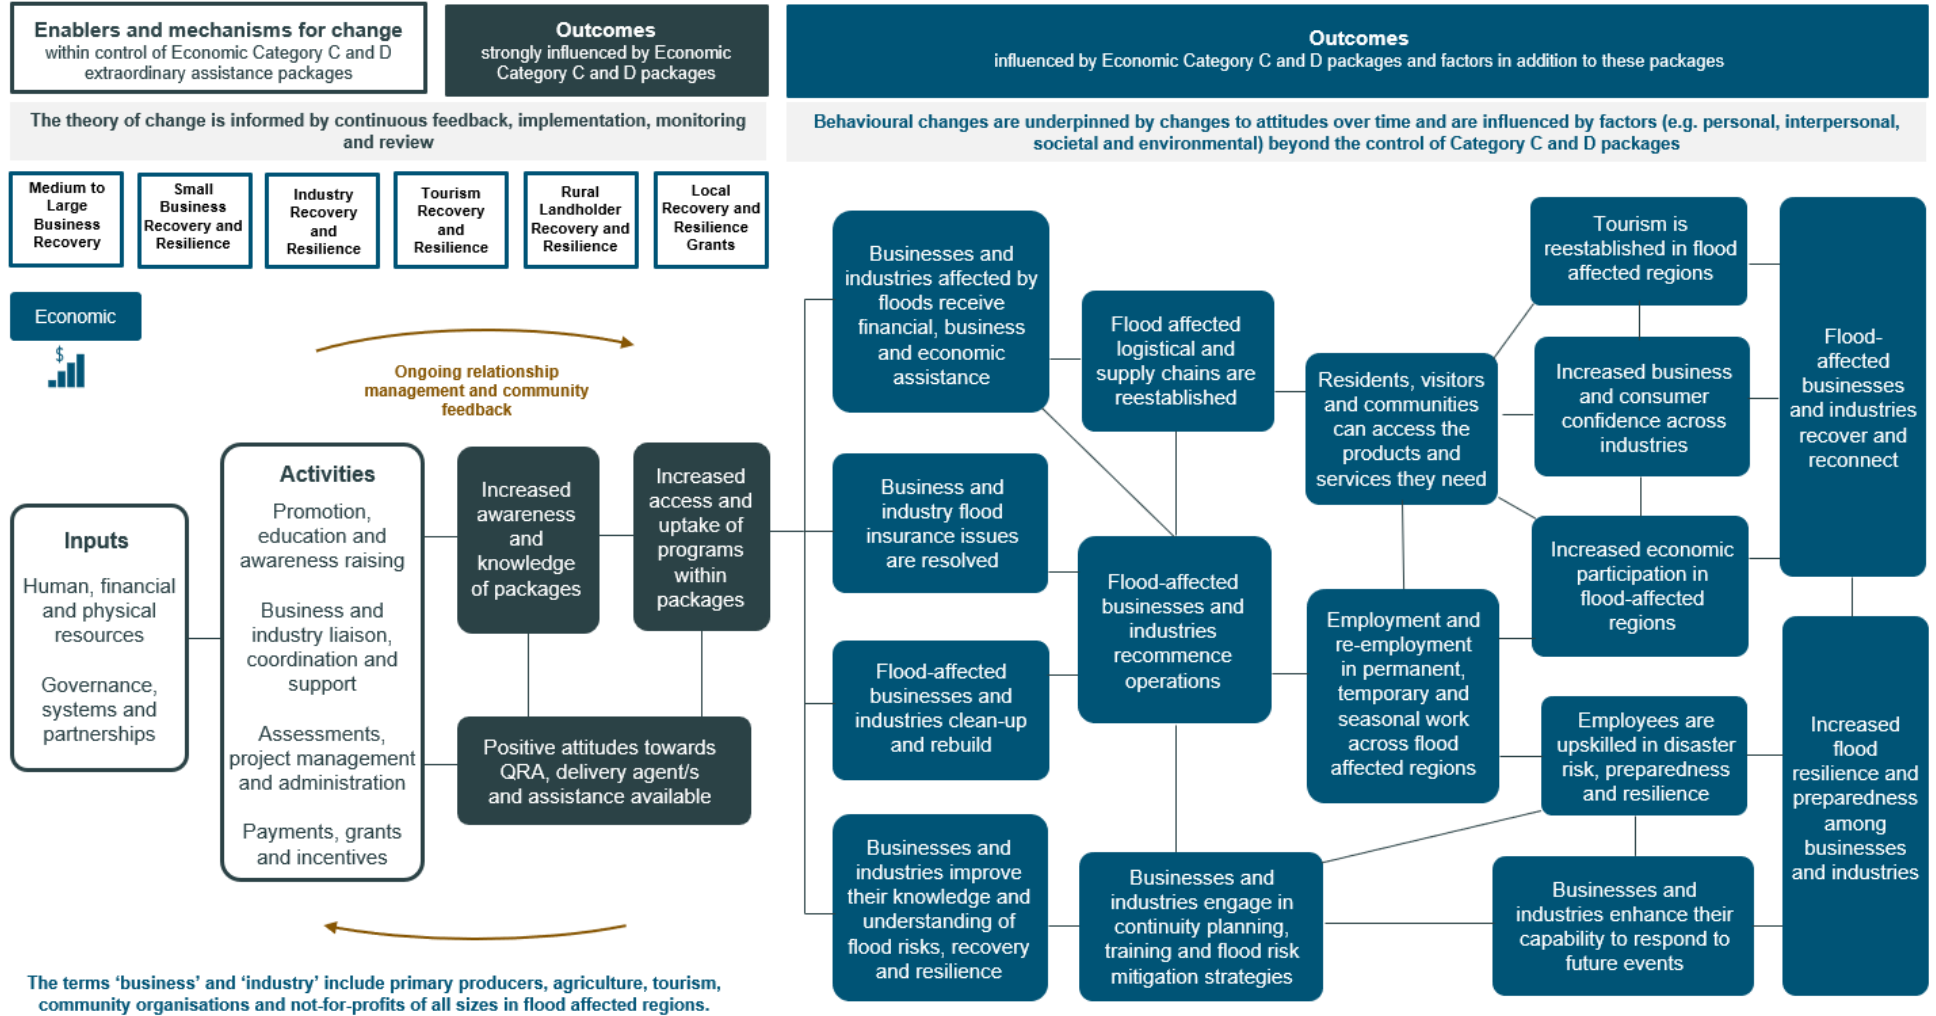 Enablers and mechanisms for change
within control of Economic Category C and D
extraordinary assistance packages
Outcomes
strongly influenced by Economic
Category C and D packages
Outcomes
influenced by Economic Category C and D packages and factors in addition to these packages
The theory of change is informed by continuous feedback, implementation, monitoring
and review
Behavioural changes are underpinned by changes to attitudes over time and are influenced by factors (e.g. personal, interpersonal,
societal and environmental) beyond the control of Category C and D packages
Medium to
Large
Business
Recovery
Small
Business
Recovery and
Resilience
Industry
Recovery
and
Resilience
Tourism
Recovery
and
Resilience
Rural
Landholder
Recovery and
Resilience
Local
Recovery and
Resilience
Grants
Economic
$
Ongoing relationship
management and community
feedback
Inputs
Human, financial
and physical
resources
Governance,
systems and
partnerships
Activities
Promotion,
education and
awareness raising
Business and
industry liaison,
coordination and
support
Assessments,
project management
and administration
Payments, grants
and incentives
Increased
awareness
and
knowledge
of packages
Increased
access and
uptake of
programs
within
packages
Positive attitudes towards
QRA, delivery agent/s
and assistance available
Businesses and
industries affected by
floods receive
financial, business
and economic
assistance
Business and
industry flood
insurance issues
are resolved
Flood-affected
businesses and
industries clean-up
and rebuild
Businesses and
industries improve
their knowledge and
understanding of
flood risks, recovery
and resilience
Flood affected
logistical and
supply chains are
reestablished
Flood-affected
businesses and
industries
recommence
operations
Businesses and
industries engage in
continuity planning,
training and flood risk
mitigation strategies
Residents, visitors
and communities
can access the
products and
services they need
Employment and
re-employment
in permanent,
temporary and
seasonal work
across flood
affected regions
Tourism is
reestablished in flood
affected regions
Increased business
and consumer
confidence across
industries
Increased economic
participation in
flood-affected
regions
Employees are
upskilled in disaster
risk, preparedness
and resilience
Businesses and
industries enhance their
capability to respond to
future events
Flood-
affected
businesses
and industries
recover and
reconnect
Increased
flood
resilience and
preparedness
among
businesses
and industries
The terms ‘business’ and ‘industry’ include primary producers, agriculture, tourism,
community organisations and not-for-profits of all sizes in flood affected regions.